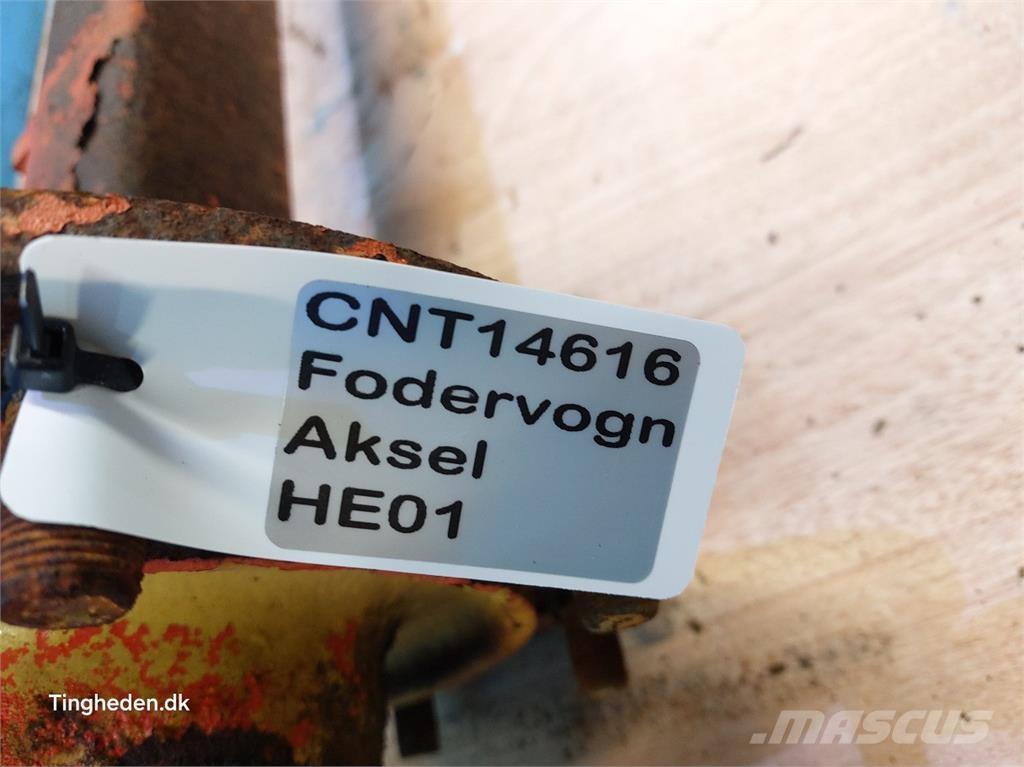 CNT14616
Fodervogn
Aksel
HE01
Tingheden.dk
MASCUS